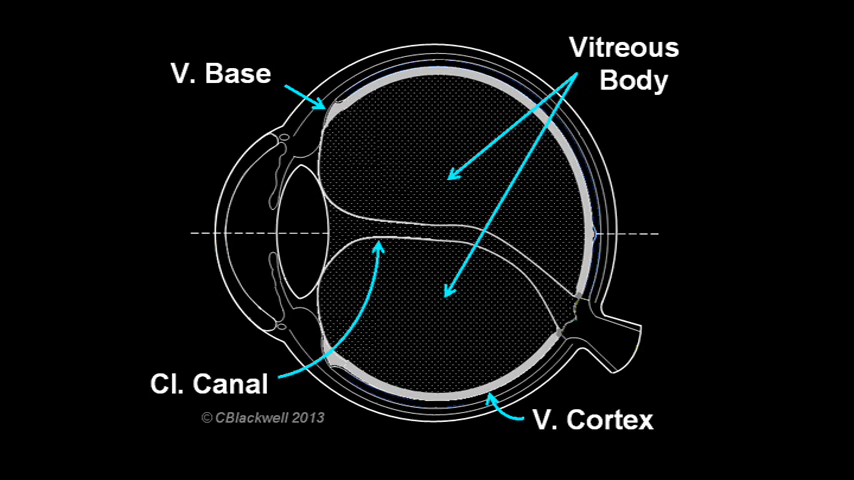 Vitreous
Body
V. Base
Cl. Canal
© CBlackwell 2013
V. Cortex